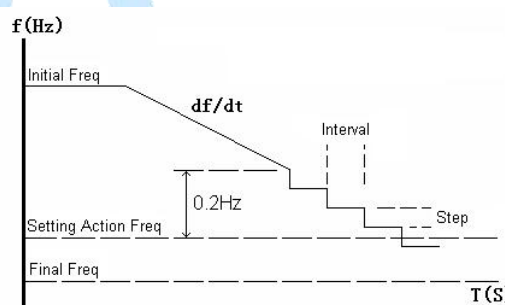 f(Hz)
Initial Freq
df/dt
Interval
0.2Hz
Step
Setting Action Freq
Final Freq
T(S